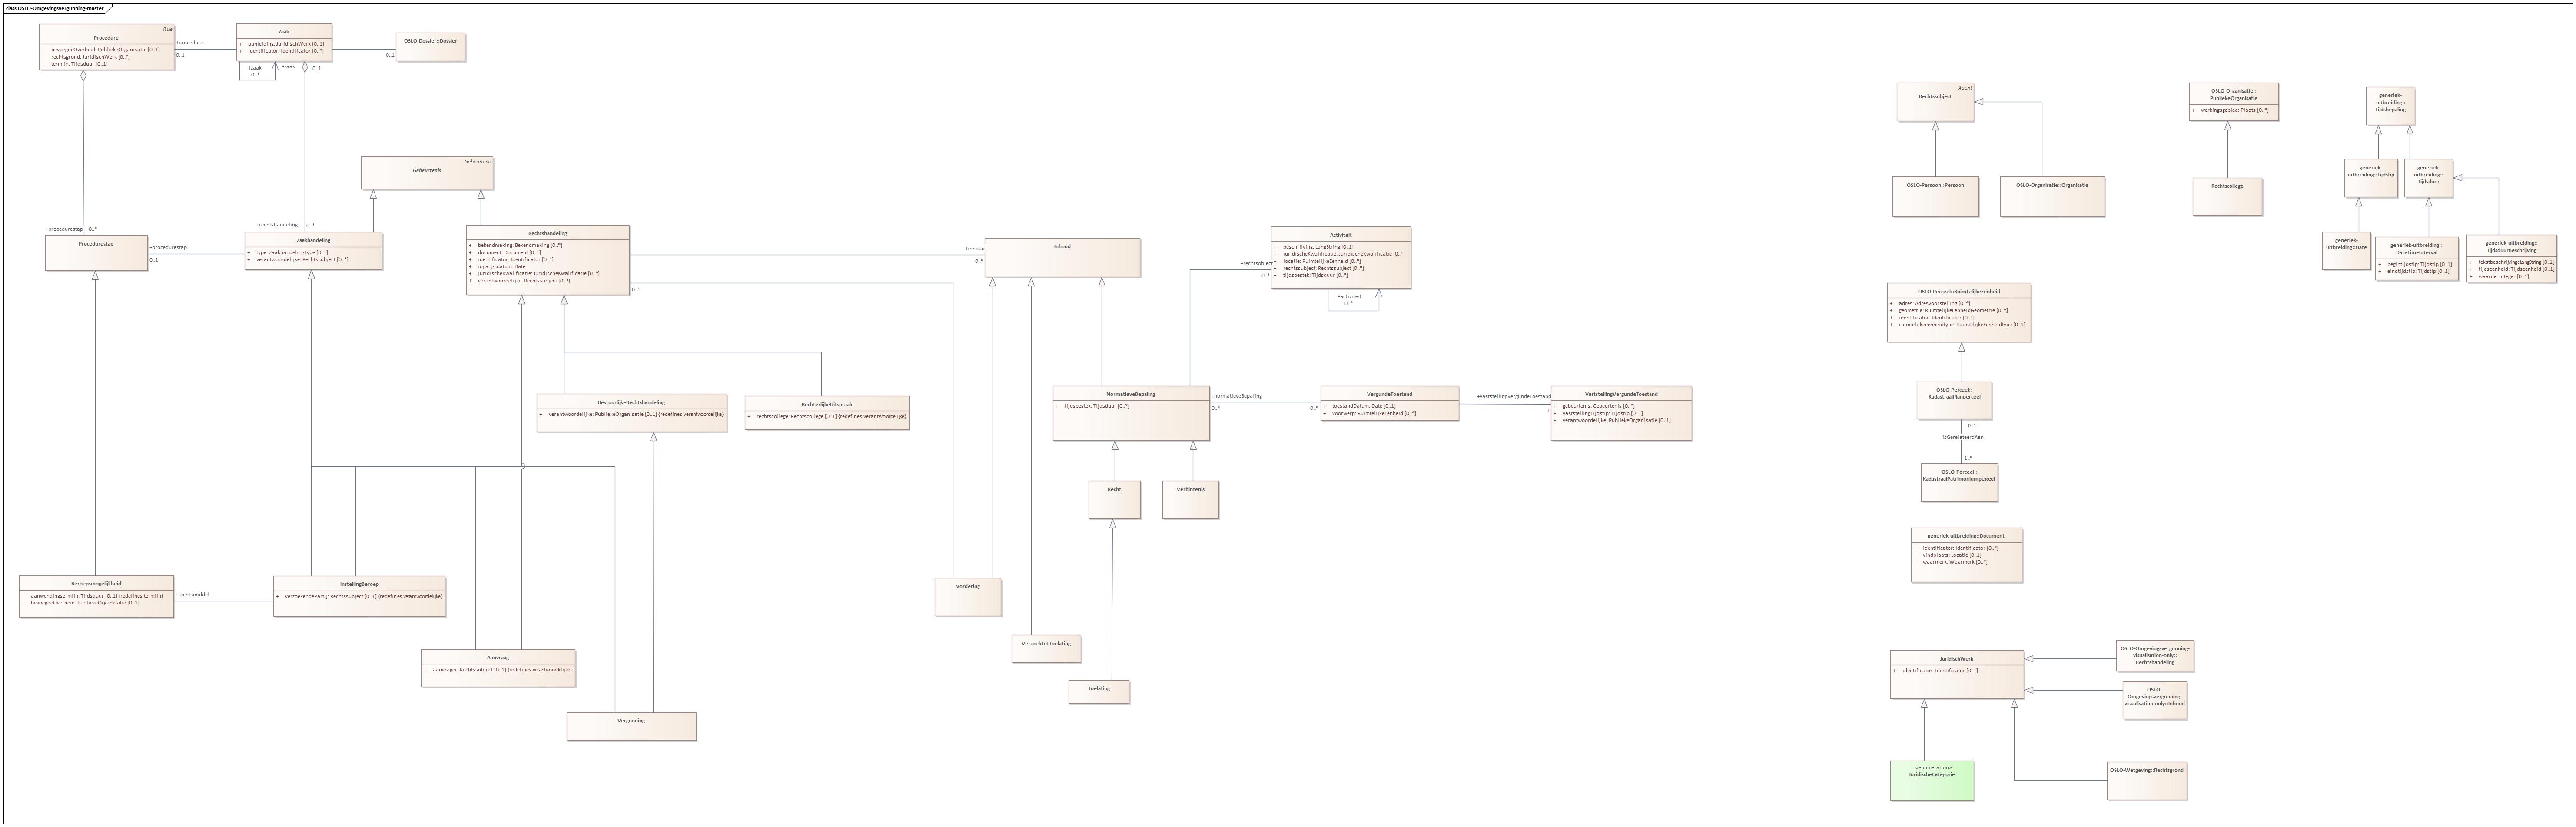 class OSLO-Omgevingsvergunning-master
Rule
Procedure
+ bevoegdeOverheid: PubliekeOrganisatie [0..1]
+ rechtsgrond: JuridischWerk [0..*]
+ termijn: Tijdsduur [0..1]
+procedure
0..1
Zaak
+ aanleiding: JuridischWerk [0..1]
+ identificator: Identificator [0..*]
+zaak
0..*
+zaak
0..1
0..1
OSLO-Dossier::Dossier
Gebeurtenis
Gebeurtenis
+procedurestap
0..*
Procedurestap
+procedurestap
0..1
+rechtshandeling
0..*
Zaakhandeling
+ type: ZaakhandelingType [0..*]
+ verantwoordelijke: Rechtssubject [0..*]
Rechtshandeling
+ bekendmaking: Bekendmaking [0..*]
+ document: Document [0..*]
+ identificator: Identificator [0..*]
+ ingangsdatum: Date
+ juridischeKwalificatie: JuridischeKwalificatie [0..*]
+ verantwoordelijke: Rechtssubject [0..*]
0..*
+inhoud
0..*
Inhoud
Activiteit
+ beschrijving: LangString [0..1]
+ juridischeKwalificatie: JuridischeKwalificatie [0..*]
+ locatie: RuimtelijkeEenheid [0..*]
+ rechtssubject: Rechtssubject [0..*]
+ tijdsbestek: Tijdsduur [0..*]
+rechtsobject
0..*
+activiteit
0..*
BestuurlijkeRechtshandeling
+ verantwoordelijke: PubliekeOrganisatie [0..1] {redefines verantwoordelijke}
RechterlijkeUitspraak
+ rechtscollege: Rechtscollege [0..1] {redefines verantwoordelijke}
NormatieveBepaling
+ tijdsbestek: Tijdsduur [0..*]
+normatieveBepaling
0..*
0..*
VergundeToestand
+ toestandDatum: Date [0..1]
+ voorwerp: RuimtelijkeEenheid [0..*]
+vaststellingVergundeToestand
1
VaststellingVergundeToestand
+ gebeurtenis: Gebeurtenis [0..*]
+ vaststellingTijdstip: Tijdstip [0..1]
+ verantwoordelijke: PubliekeOrganisatie [0..1]
Recht
Verbintenis
Beroepsmogelijkheid
+ aanwendingstermijn: Tijdsduur [0..1] {redefines termijn}
+ bevoegdeOverheid: PubliekeOrganisatie [0..1]
+rechtsmiddel
InstellingBeroep
+ verzoekendePartij: Rechtssubject [0..1] {redefines verantwoordelijke}
Vordering
VerzoekTotToelating
Aanvraag
+ aanvrager: Rechtssubject [0..1] {redefines verantwoordelijke}
Toelating
Vergunning
Agent
Rechtssubject
OSLO-Persoon::Persoon
OSLO-Organisatie::Organisatie
OSLO-Organisatie::
PubliekeOrganisatie
+ werkingsgebied: Plaats [0..*]
Rechtscollege
generiek-
uitbreiding::
Tijdsbepaling
generiek-
uitbreiding::Tijdstip
generiek-
uitbreiding::
Tijdsduur
generiek-
uitbreiding::Date
generiek-uitbreiding::
DateTimeInterval
+ begintijdstip: Tijdstip [0..1]
+ eindtijdstip: Tijdstip [0..1]
generiek-uitbreiding::
TijdsduurBeschrijving
+ tekstbeschrijving: LangString [0..1]
+ tijdseenheid: Tijdseenheid [0..1]
+ waarde: Integer [0..1]
OSLO-Perceel::RuimtelijkeEenheid
+ adres: Adresvoorstelling [0..*]
+ geometrie: RuimtelijkeEenheidGeometrie [0..*]
+ identificator: Identificator [0..*]
+ ruimtelijkeeenheidtype: RuimtelijkeEenheidtype [0..1]
OSLO-Perceel::
KadastraalPlanperceel
0..1
isGerelateerdAan
1..*
OSLO-Perceel::
KadastraalPatrimoniumperceel
generiek-uitbreiding::Document
+ identificator: Identificator [0..*]
+ vindplaats: Locatie [0..1]
+ waarmerk: Waarmerk [0..*]
JuridischWerk
+ identificator: Identificator [0..*]
OSLO-Omgevingsvergunning-
visualisation-only::
Rechtshandeling
OSLO-
Omgevingsvergunning-
visualisation-only::Inhoud
«enumeration»
JuridischeCategorie
OSLO-Wetgeving::Rechtsgrond